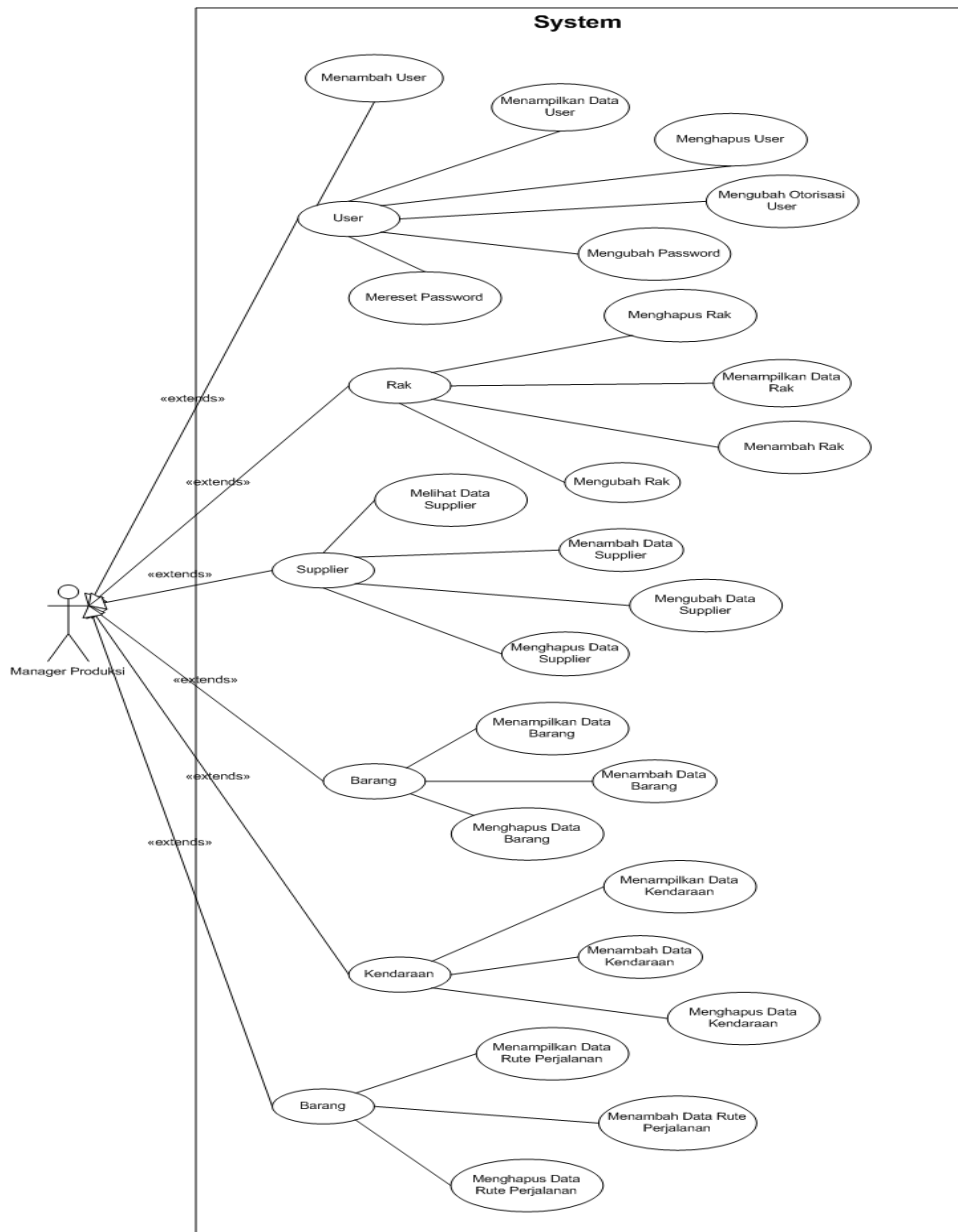 System
Menambah User
Menampilkan Data
User
Menghapus User
Mengubah Otorisasi
User
User
Mengubah Password
Mereset Password
Menghapus Rak
Rak
Menampilkan Data
Rak
«extends»
Menambah Rak
«extends»
Mengubah Rak
Melihat Data
Supplier
Menambah Data
Supplier
«extends»
Supplier
Mengubah Data
Supplier
Menghapus Data
Supplier
Manager Produksi
«extends»
Menampilkan Data
Barang
«extends»
Barang
Menambah Data
Barang
Menghapus Data
Barang
«extends»
Menampilkan Data
Kendaraan
Menambah Data
Kendaraan
Kendaraan
Menghapus Data
Kendaraan
Menampilkan Data
Rute Perjalanan
Barang
Menambah Data Rute
Perjalanan
Menghapus Data
Rute Perjalanan